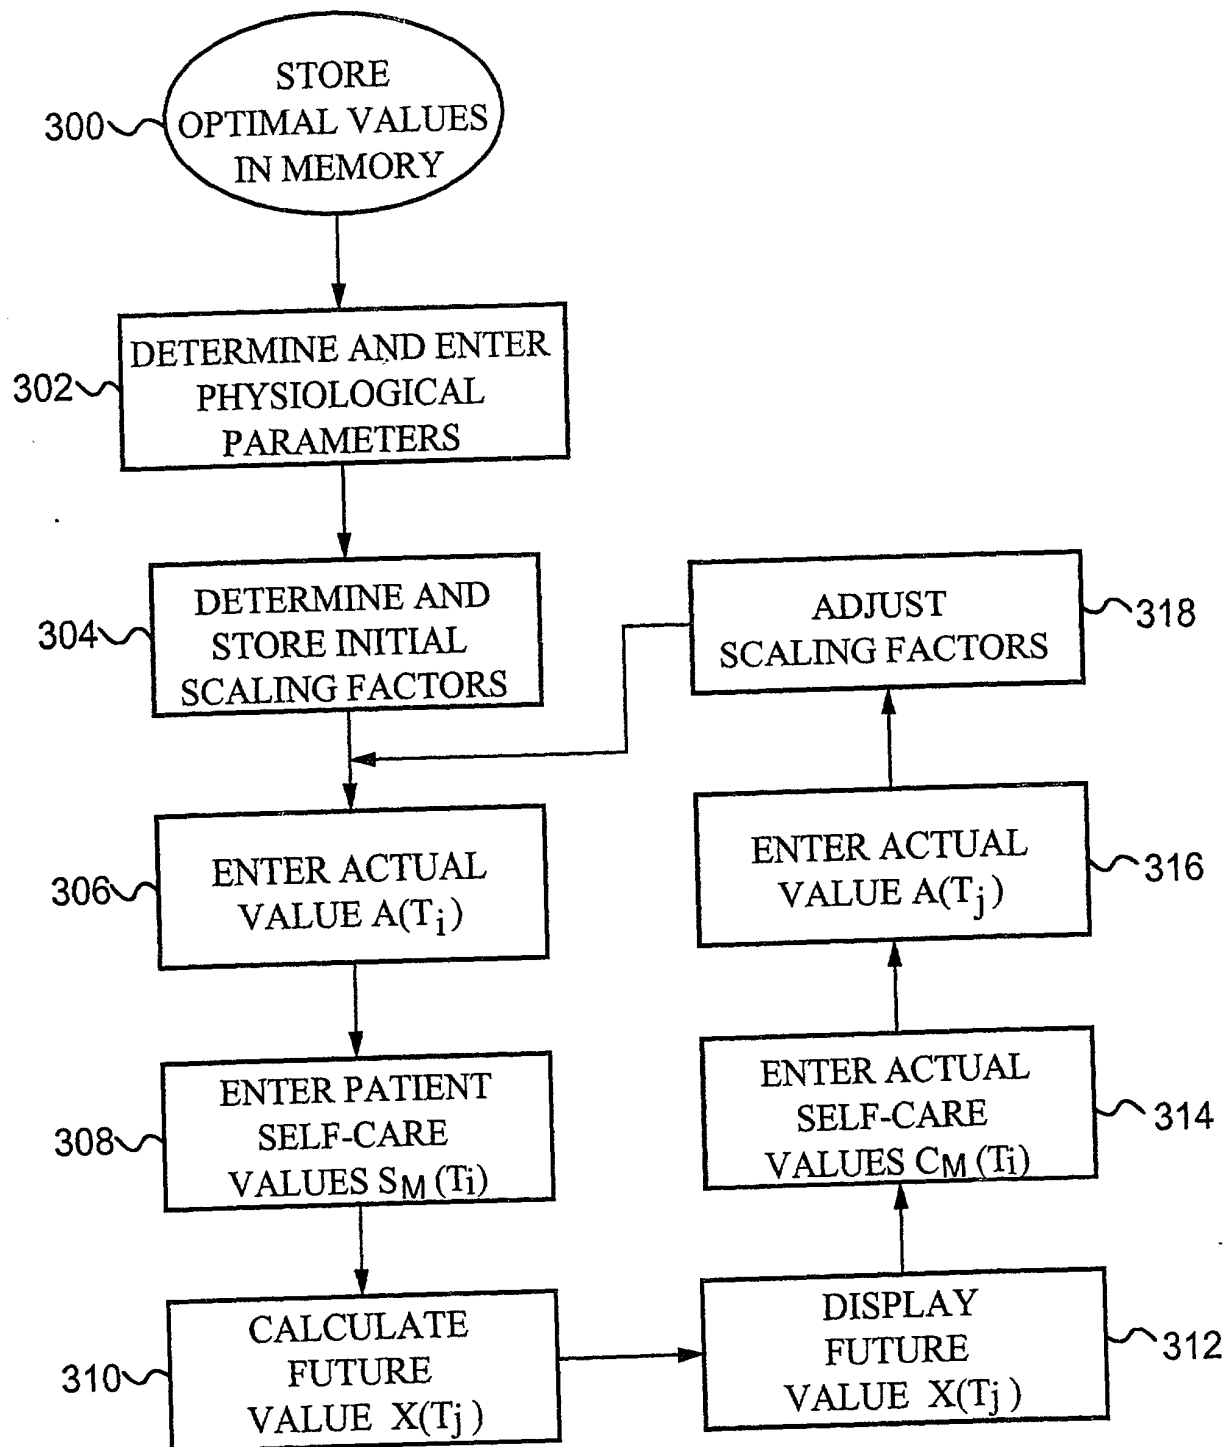 300
STORE
OPTIMAL VALUES
IN MEMORY
302
DETERMINE AND ENTER
PHYSIOLOGICAL
PARAMETERS
304
DETERMINE AND
STORE INITIAL
SCALING FACTORS
306
ENTER ACTUAL
VALUE A(Ti)
308
ENTER PATIENT
SELF-CARE
VALUES SM(Ti)
310
CALCULATE
FUTURE
VALUE X(Tj)
DISPLAY
FUTURE
VALUE X(Tj)
312
ENTER ACTUAL
SELF-CARE
VALUES CM(Ti)
314
ENTER ACTUAL
VALUE A(Tj)
316
ADJUST
SCALING FACTORS
318